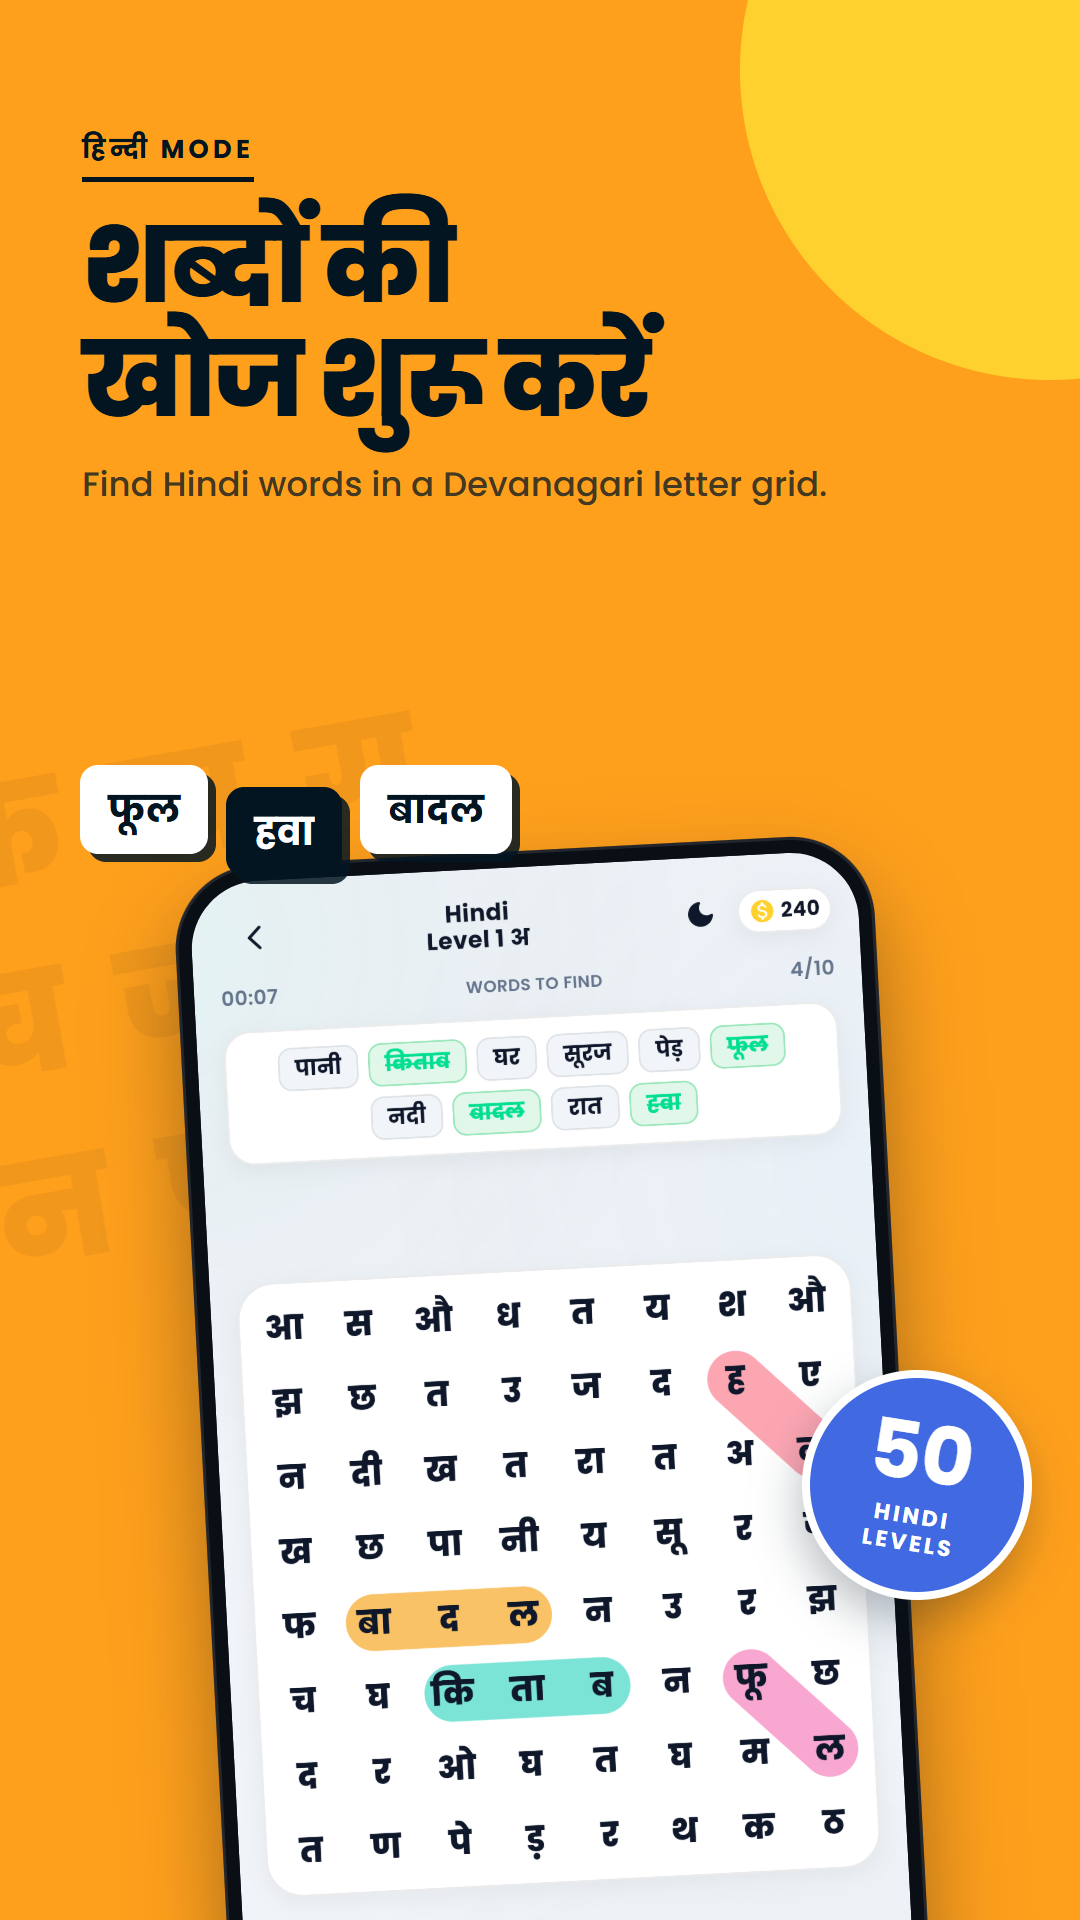 हिन्दी MODE
शब्दों की
खोज शुरू करें
Find Hindi words in a Devanagari letter grid.
फूल
हवा
बादल
Hindi
Level 1 अ
240
00:07
WORDS TO FIND
4/10
पानी किताब घर सूरज पेड़ फूल
नदी बादल रात हवा
आ स औ ध त य श औ
झ छ त उ ज द ह ए
न दी ख त रा त अ
ख छ पा नी य सू र
फ बा द ल न उ र झ
च घ कि ता ब न फू छ
द र ओ घ त घ म ल
त ण पे ड़ र थ क ठ
50
HINDI
LEVELS